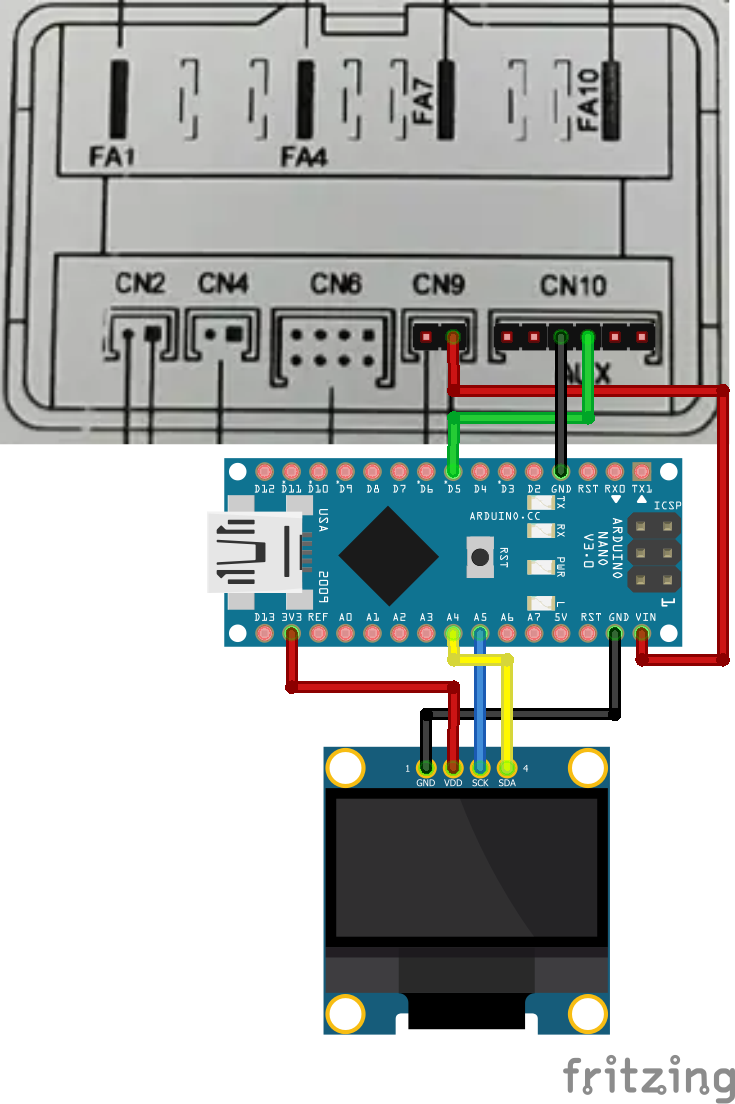 FA1
FA4
FA7
FA10
CN2 CN4 CN6 CN9 CN10
AUX
D12 D11 D10 D9 D8 D7 D6 D5 D4 D3 D2 GND RST RX0 TX1
ICSP
1
USA
2009
ARDUINO.CC
RST
TX
RX
PWR
L
ARDUINO
NANO
V3.0
D13 3V3 REF A0 A1 A2 A3 A4 A5 A6 A7 5V RST GND VIN
1 4
GND VDD SCK SDA
fritzing